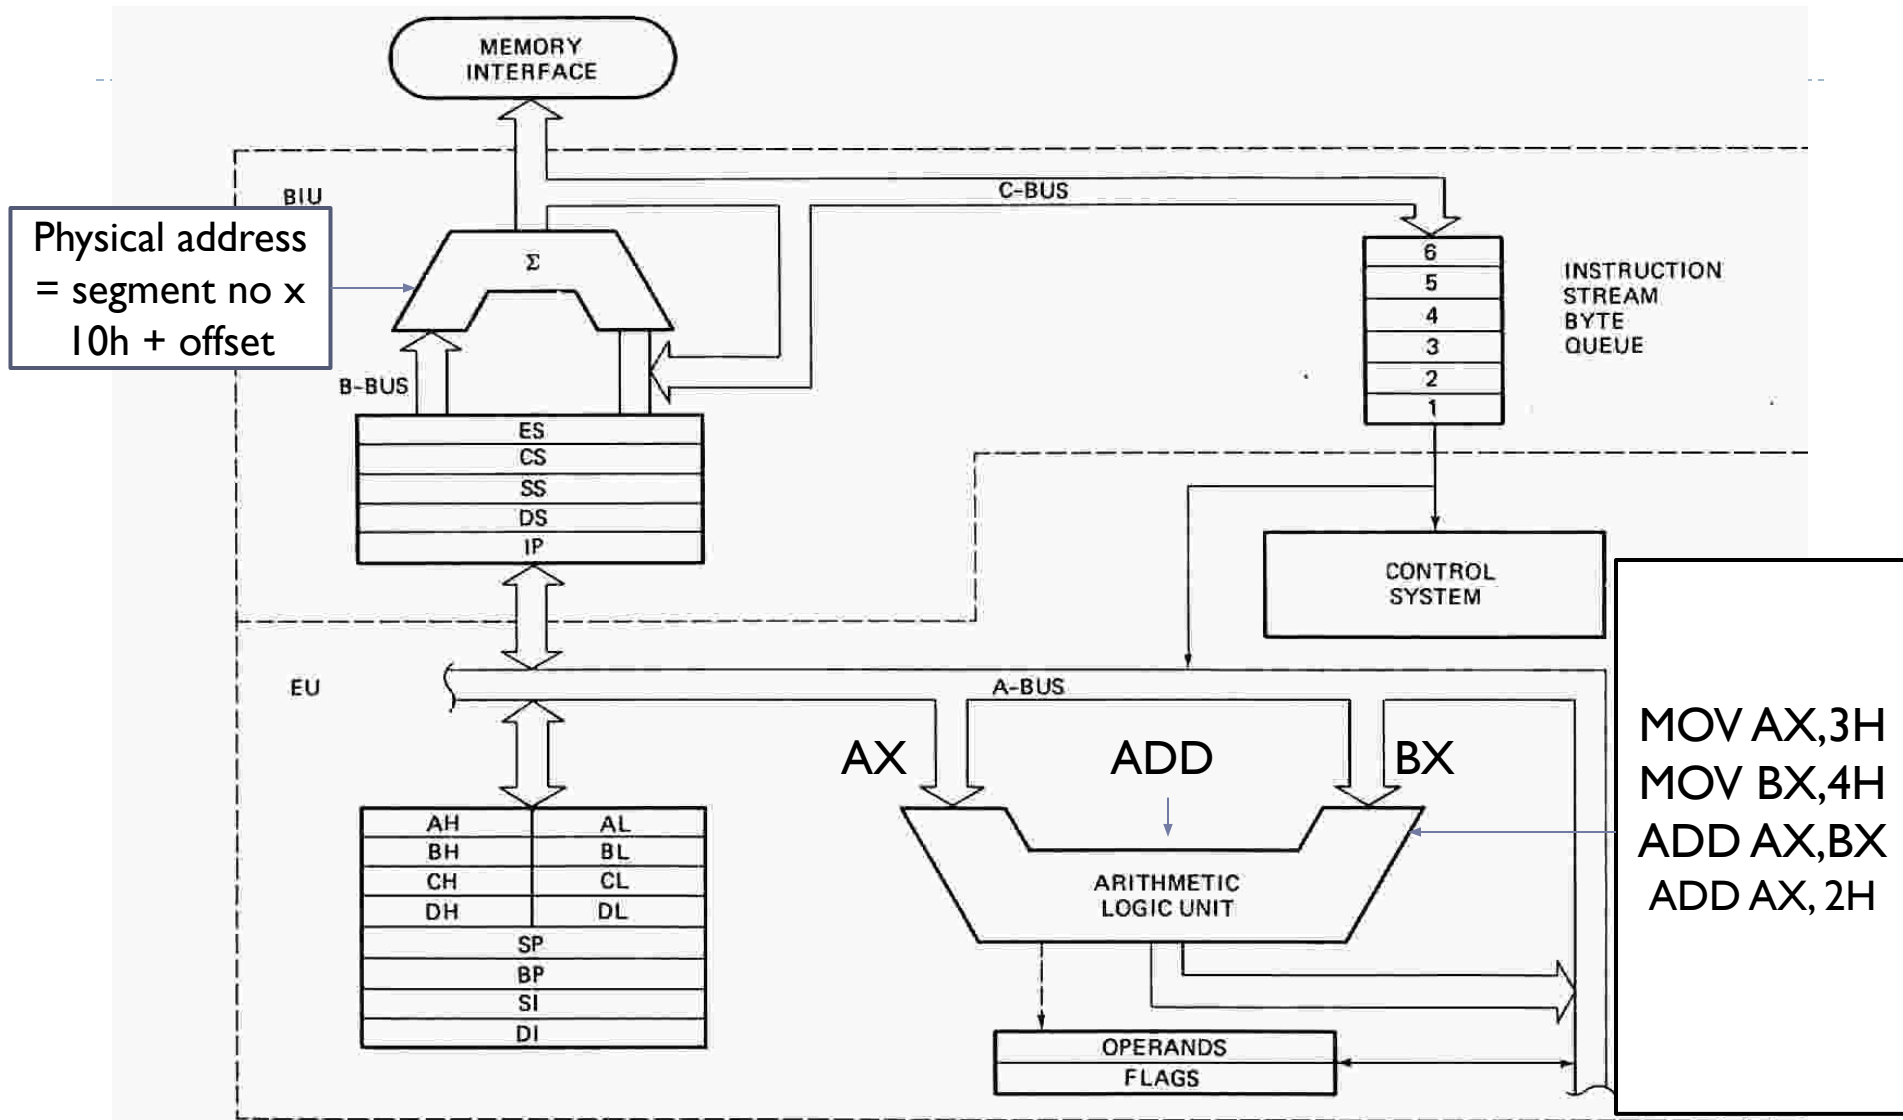 MEMORY
INTERFACE
BIU
C-BUS
Physical address
= segment no x
10h + offset
Σ
6
5
4
3
2
1
INSTRUCTION
STREAM
BYTE
QUEUE
B-BUS
ES
CS
SS
DS
IP
CONTROL
SYSTEM
EU
A-BUS
AX
ADD
BX
MOV AX,3H
MOV BX,4H
ADD AX,BX
ADD AX, 2H
AH AL
BH BL
CH CL
DH DL
SP
BP
SI
DI
ARITHMETIC
LOGIC UNIT
OPERANDS
FLAGS